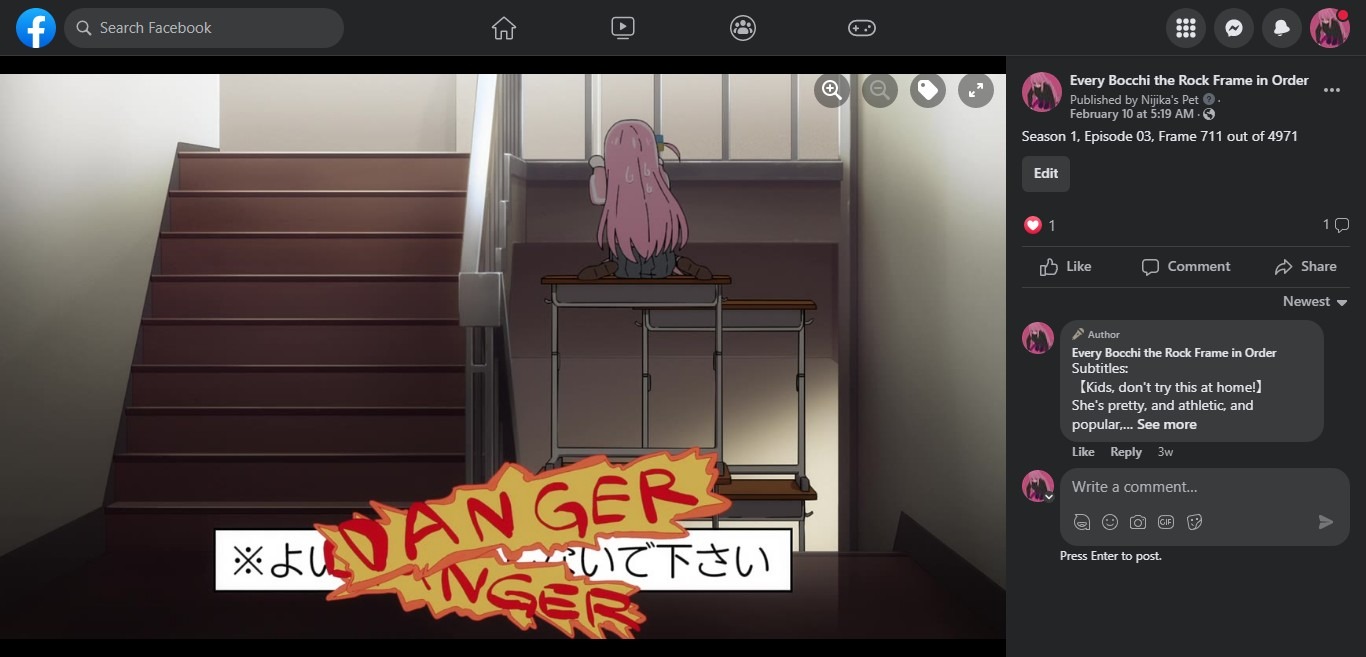 Search Facebook
DANGER
※よい
ないで下さい
ANGER
Every Bocchi the Rock Frame in Order
Published by Nijika's Pet ·
February 10 at 5:19 AM ·
Season 1, Episode 03, Frame 711 out of 4971
Edit
1
1
Like
Comment
Share
Newest
Author
Every Bocchi the Rock Frame in Order
Subtitles:
【Kids, don't try this at home!】
She's pretty, and athletic, and
popular,... See more
Like Reply 3w
Write a comment...
GIF
Press Enter to post.